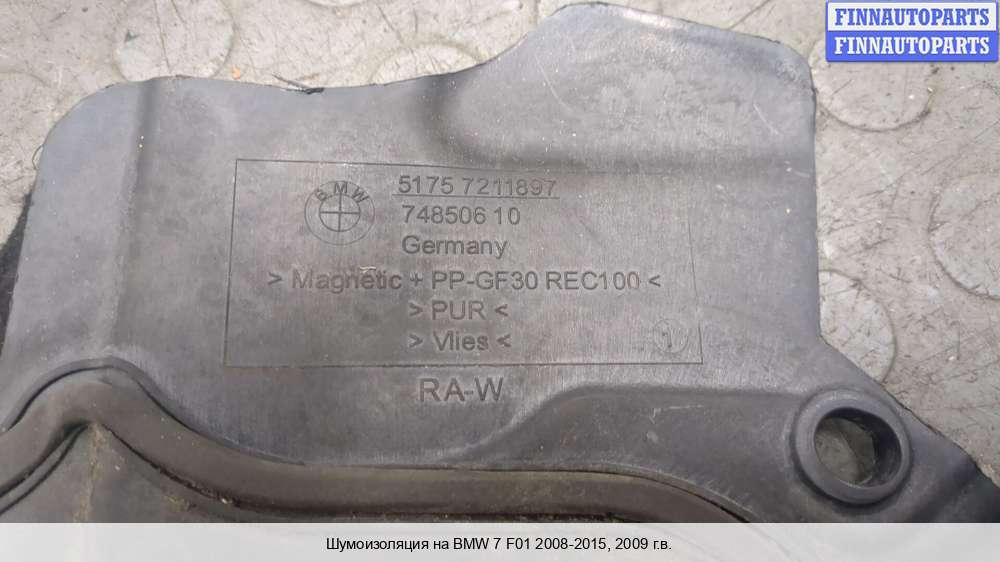 FINNAUTOPARTS
FINNAUTOPARTS
BMW
5175 7211897
748506 10
Germany
> Magnetic + PP-GF30 REC100 <
> PUR <
> Vlies <
1
RA-W
Шумоизоляция на BMW 7 F01 2008-2015, 2009 г.в.